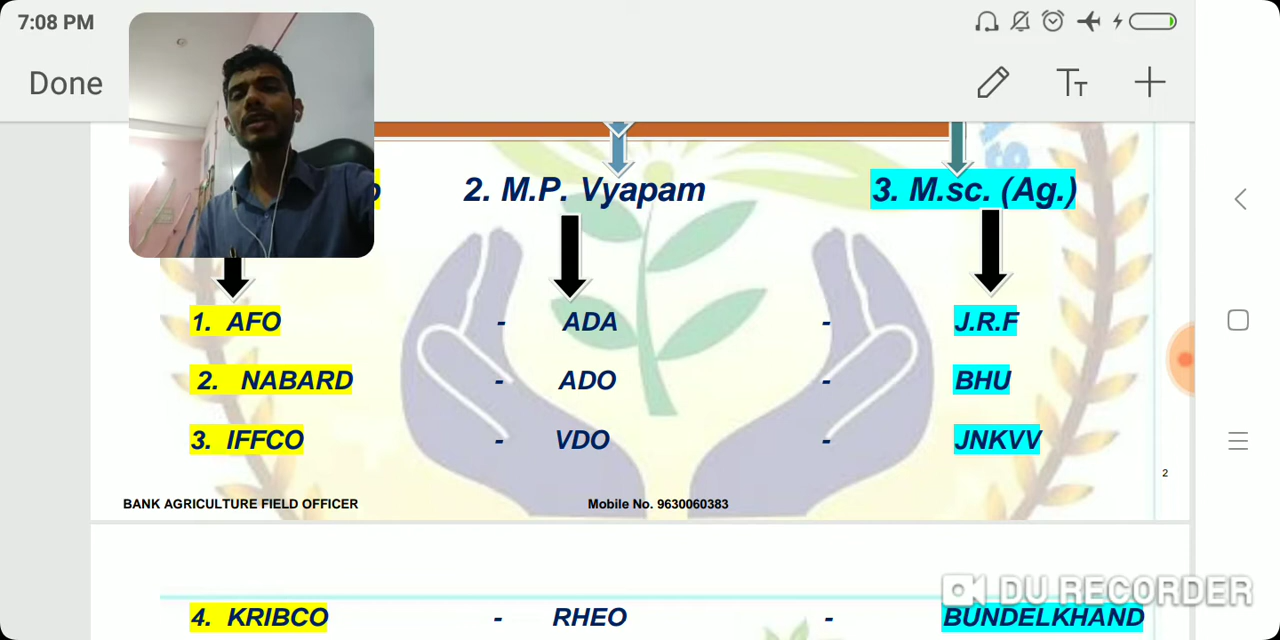 7:08 PM
Done
2. M.P. Vyapam 3. M.sc. (Ag.)
1. AFO - ADA - J.R.F
2. NABARD - ADO - BHU
3. IFFCO - VDO - JNKVV
2
BANK AGRICULTURE FIELD OFFICER Mobile No. 9630060383
DU RECORDER
4. KRIBCO - RHEO - BUNDELKHAND